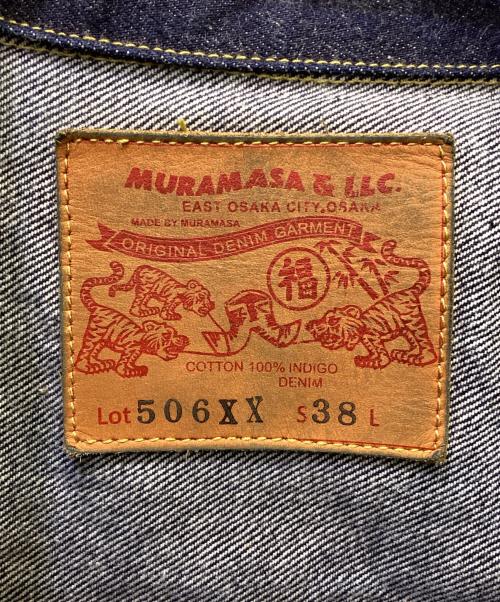 MURAMASA & LLC.
EAST OSAKA CITY,OSAKA
MADE BY MURAMASA
ORIGINAL DENIM GARMENT
福
COTTON 100% INDIGO
DENIM
Lot 506XX S 38 L